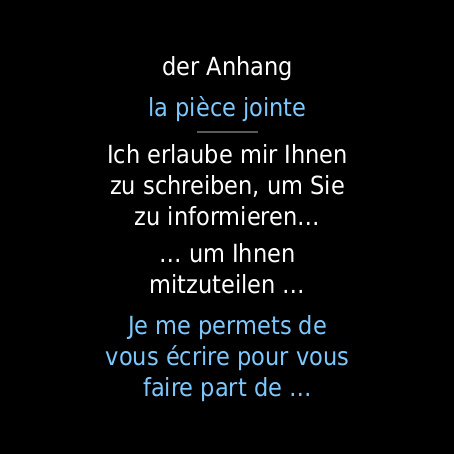 der Anhang
la pièce jointe
Ich erlaube mir Ihnen
zu schreiben, um Sie
zu informieren...
... um Ihnen
mitzuteilen ...
Je me permets de
vous écrire pour vous
faire part de ...